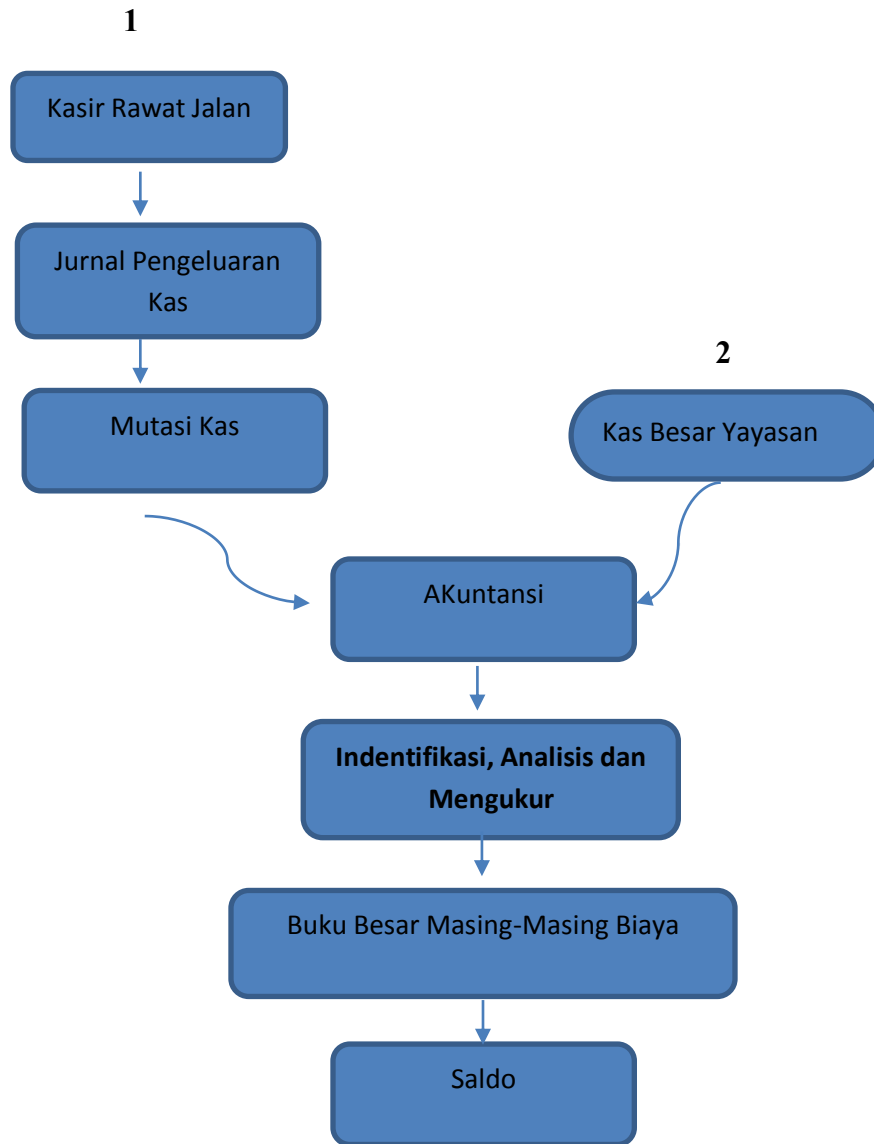 1
Kasir Rawat Jalan
Jurnal Pengeluaran
Kas
Mutasi Kas
2
Kas Besar Yayasan
AKuntansi
Indentifikasi, Analisis dan
Mengukur
Buku Besar Masing-Masing Biaya
Saldo